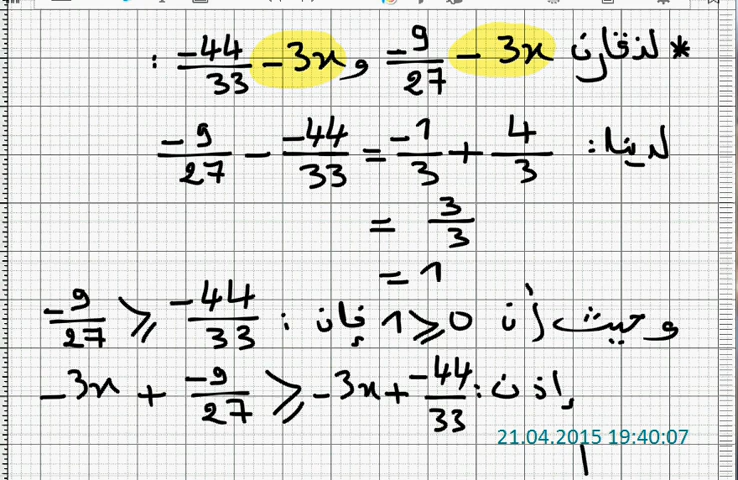 * لنقارن -9/27 - 3x و -44/33 - 3x :
لدينا: -9/27 - -44/33 = -1/3 + 4/3
= 3/3
= 1
وحيث أن 1 ⩾ 0 فإن : -9/27 ⩾ -44/33
إذن : -3x + -9/27 ⩾ -3x + -44/33
21.04.2015 19:40:07